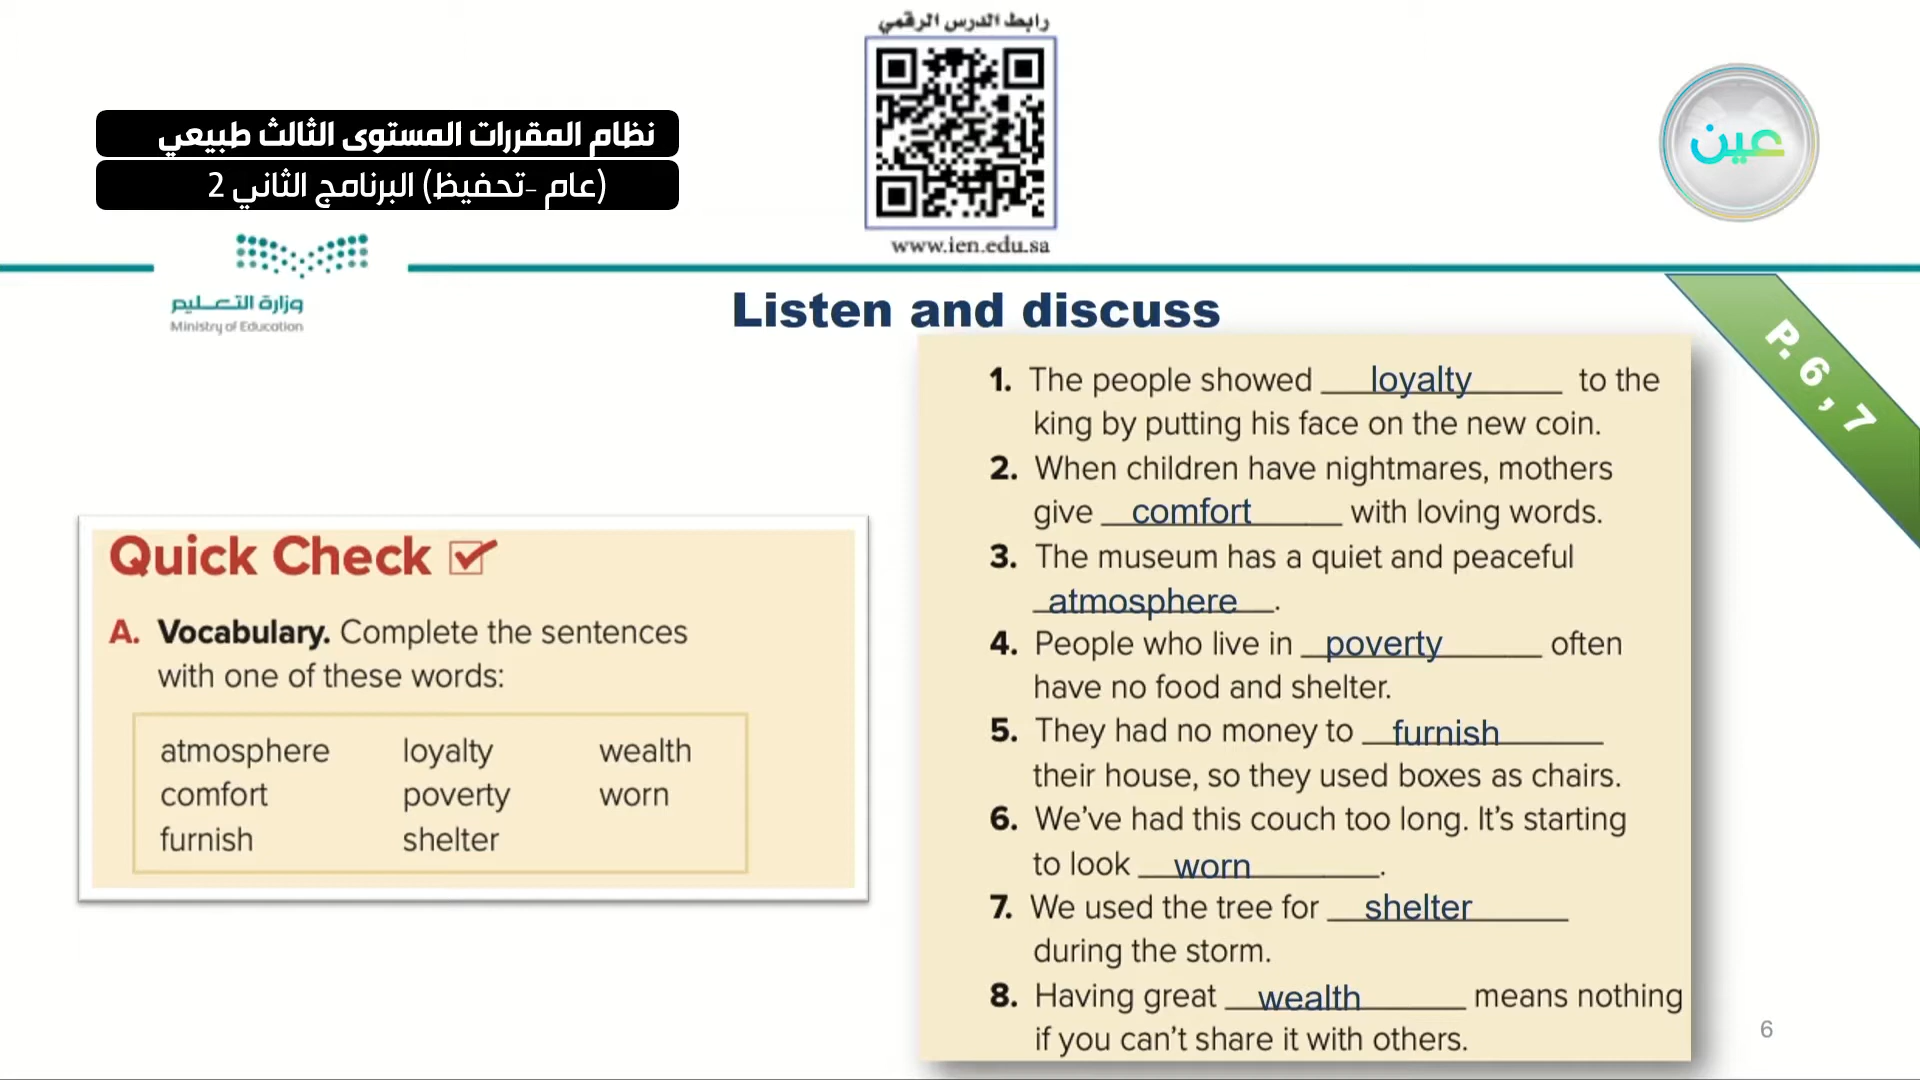 رابط الدرس الرقمي
نظام المقررات المستوى الثالث طبيعي
(عام -تحفيظ) البرنامج الثاني 2
عين
www.ien.edu.sa
وزارة التعليم
Ministry of Education
Listen and discuss
P. 6 , 7
Quick Check
A. Vocabulary. Complete the sentences
with one of these words:
atmosphere loyalty wealth
comfort poverty worn
furnish shelter
1. The people showed loyalty to the
king by putting his face on the new coin.
2. When children have nightmares, mothers
give comfort with loving words.
3. The museum has a quiet and peaceful
atmosphere.
4. People who live in poverty often
have no food and shelter.
5. They had no money to furnish
their house, so they used boxes as chairs.
6. We’ve had this couch too long. It’s starting
to look worn.
7. We used the tree for shelter
during the storm.
8. Having great wealth means nothing
if you can’t share it with others.
6